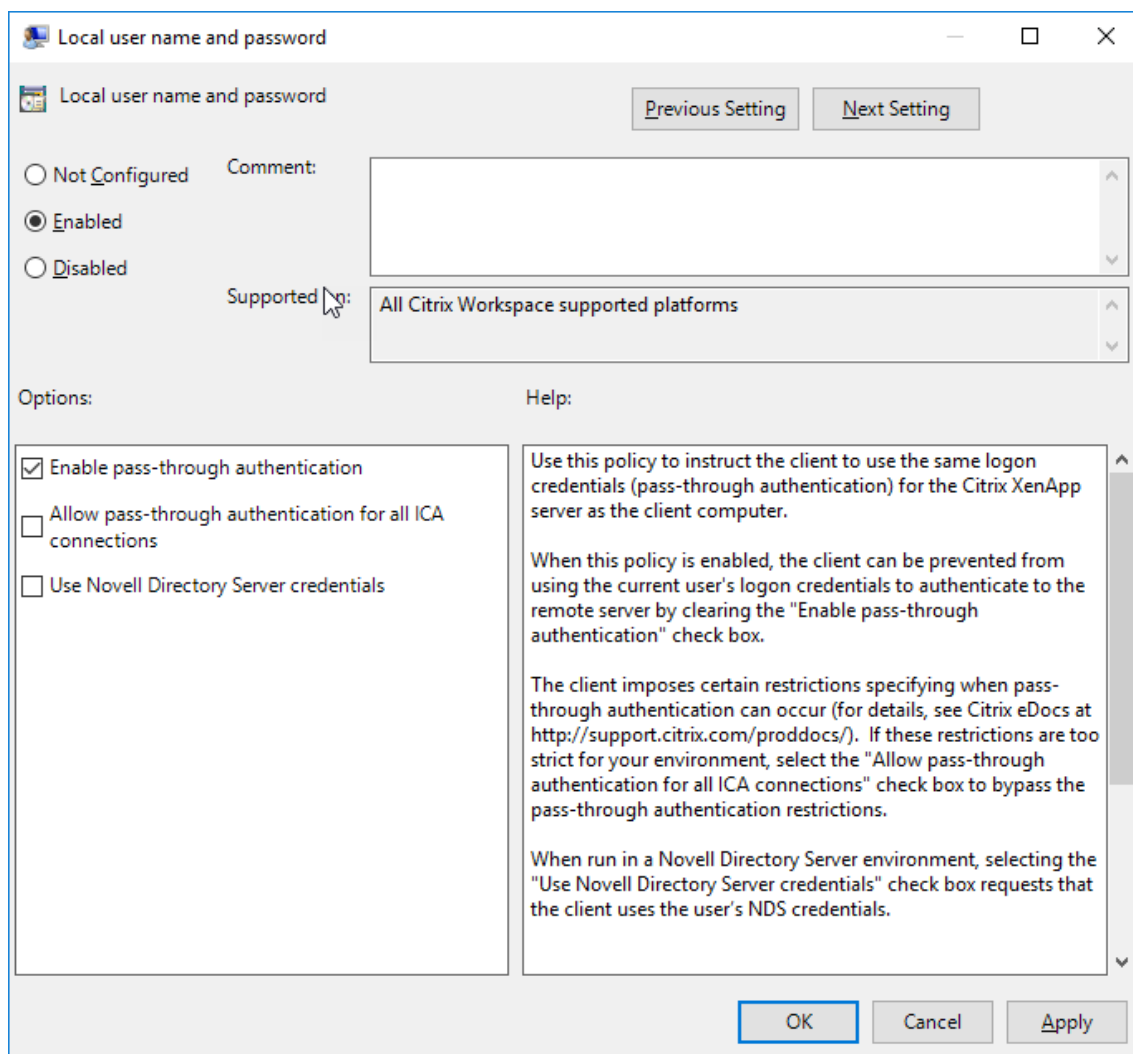 Local user name and password
Local user name and password
Previous Setting
Next Setting
Not Configured
Comment:
Enabled
Disabled
Supported on:
All Citrix Workspace supported platforms
Options:
Help:
Enable pass-through authentication
Allow pass-through authentication for all ICA
connections
Use Novell Directory Server credentials
Use this policy to instruct the client to use the same logon
credentials (pass-through authentication) for the Citrix XenApp
server as the client computer.
When this policy is enabled, the client can be prevented from
using the current user's logon credentials to authenticate to the
remote server by clearing the "Enable pass-through
authentication" check box.
The client imposes certain restrictions specifying when pass-
through authentication can occur (for details, see Citrix eDocs at
http://support.citrix.com/proddocs/).  If these restrictions are too
strict for your environment, select the "Allow pass-through
authentication for all ICA connections" check box to bypass the
pass-through authentication restrictions.
When run in a Novell Directory Server environment, selecting the
"Use Novell Directory Server credentials" check box requests that
the client uses the user's NDS credentials.
OK
Cancel
Apply